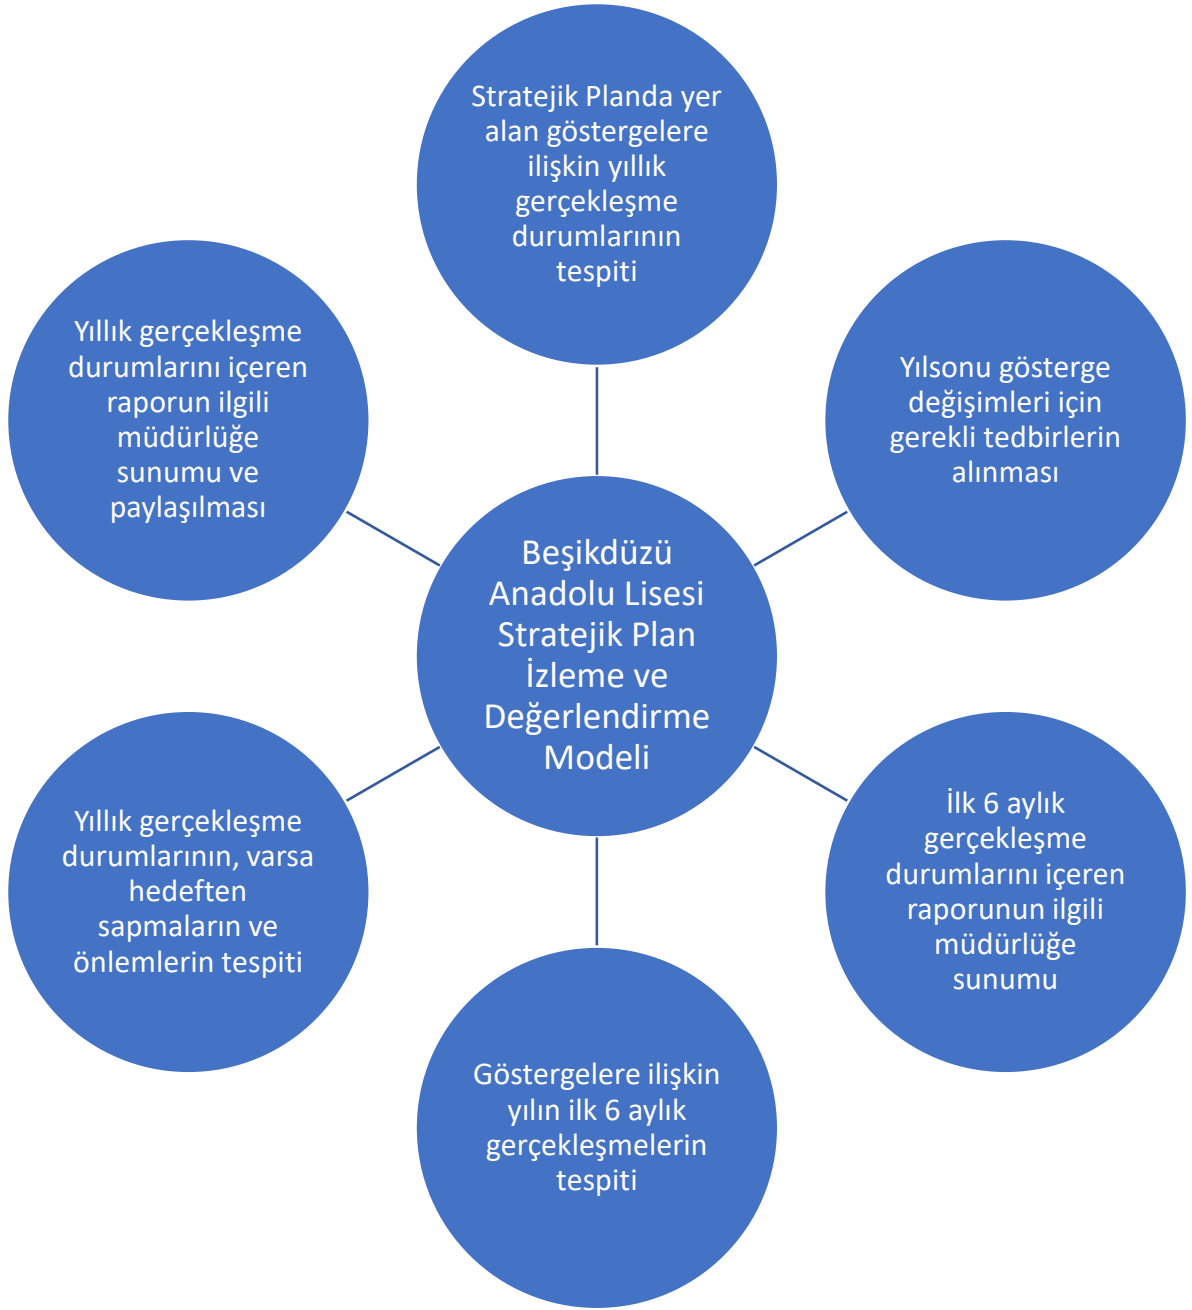 Stratejik Planda yer
alan göstergelere
ilişkin yıllık
gerçekleşme
durumlarının
tespiti
Yılsonu gösterge
değişimleri için
gerekli tedbirlerin
alınması
İlk 6 aylık
gerçekleşme
durumlarını içeren
raporunun ilgili
müdürlüğe
sunumu
Göstergelere ilişkin
yılın ilk 6 aylık
gerçekleşmelerin
tespiti
Yıllık gerçekleşme
durumlarının, varsa
hedeften
sapmaların ve
önlemlerin tespiti
Yıllık gerçekleşme
durumlarını içeren
raporun ilgili
müdürlüğe
sunumu ve
paylaşılması
Beşikdüzü
Anadolu Lisesi
Stratejik Plan
İzleme ve
Değerlendirme
Modeli